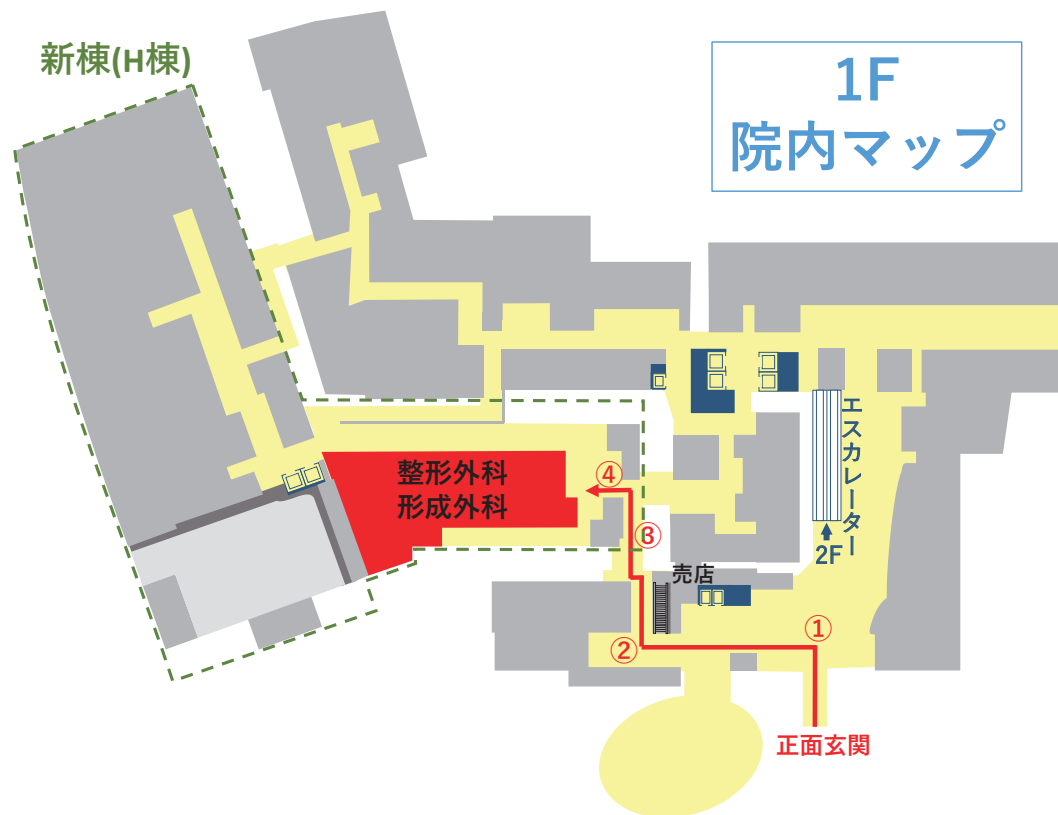 新棟(H棟)
1F
院内マップ
エスカレーター
2F
整形外科
形成外科
④
③
売店
①
②
正面玄関